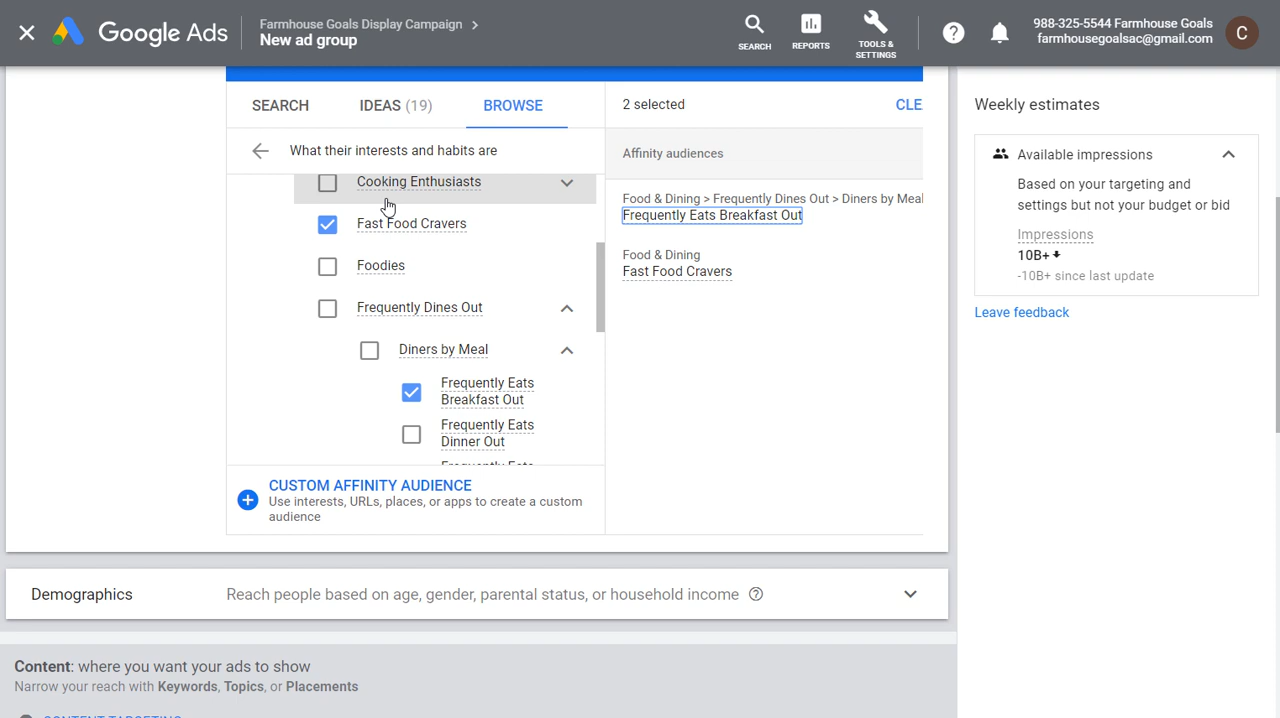 Google Ads
Farmhouse Goals Display Campaign
New ad group
SEARCH
REPORTS
TOOLS &
SETTINGS
988-325-5544 Farmhouse Goals
farmhousegoalsac@gmail.com
C
SEARCH
IDEAS (19)
BROWSE
2 selected
CLE
What their interests and habits are
Cooking Enthusiasts
Fast Food Cravers
Foodies
Frequently Dines Out
Diners by Meal
Frequently Eats
Breakfast Out
Frequently Eats
Dinner Out
Frequently Eats
CUSTOM AFFINITY AUDIENCE
Use interests, URLs, places, or apps to create a custom
audience
Affinity audiences
Food & Dining > Frequently Dines Out > Diners by Meal
Frequently Eats Breakfast Out
Food & Dining
Fast Food Cravers
Weekly estimates
Available impressions
Based on your targeting and
settings but not your budget or bid
Impressions
10B+
-10B+ since last update
Leave feedback
Demographics
Reach people based on age, gender, parental status, or household income
Content: where you want your ads to show
Narrow your reach with Keywords, Topics, or Placements
CONTENT TARGETING